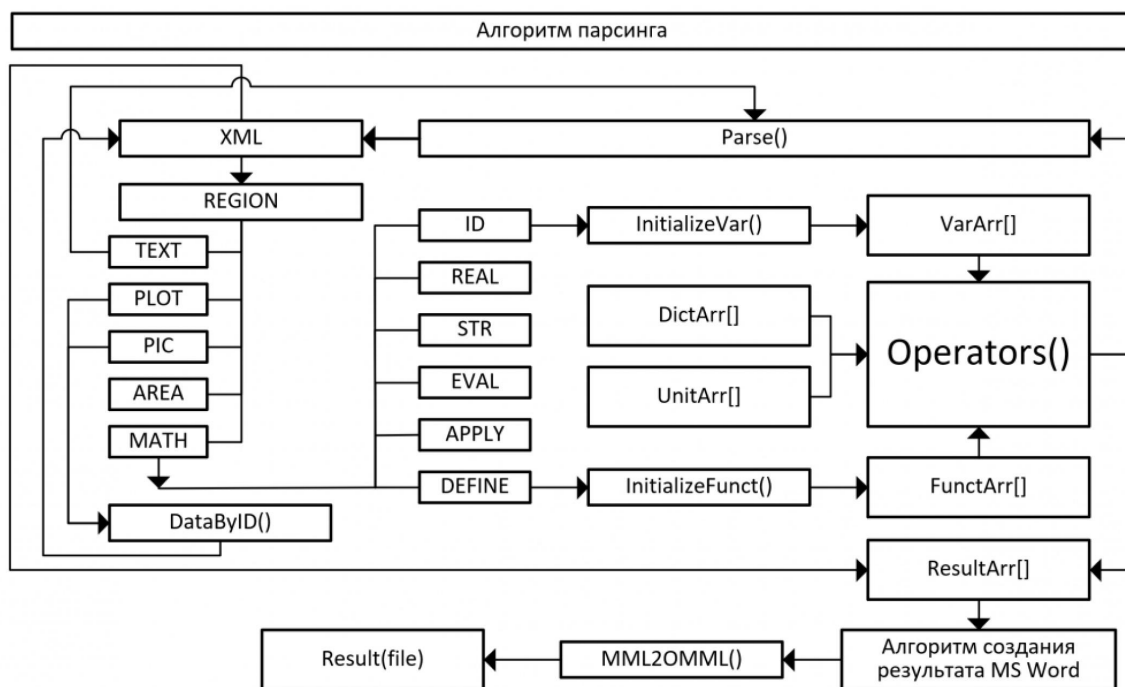 Алгоритм парсинга
XML
Parse()
REGION
ID
InitializeVar()
VarArr[]
TEXT
REAL
PLOT
DictArr[]
STR
PIC
Operators()
EVAL
AREA
UnitArr[]
APPLY
MATH
DEFINE
InitializeFunct()
FunctArr[]
DataByID()
ResultArr[]
Result(file)
MML2OMML()
Алгоритм создания
результата MS Word